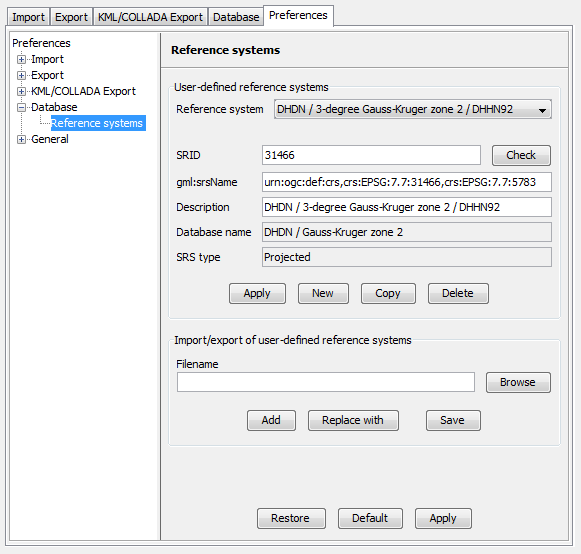 Import Export KML/COLLADA Export Database Preferences
Preferences
Import
Export
KML/COLLADA Export
Database
Reference systems
General
Reference systems
User-defined reference systems
Reference system DHDN / 3-degree Gauss-Kruger zone 2 / DHHN92
SRID 31466 Check
gml:srsName urn:ogc:def:crs,crs:EPSG:7.7:31466,crs:EPSG:7.7:5783
Description DHDN / 3-degree Gauss-Kruger zone 2 / DHHN92
Database name DHDN / Gauss-Kruger zone 2
SRS type Projected
Apply New Copy Delete
Import/export of user-defined reference systems
Filename
Browse
Add Replace with Save
Restore Default Apply